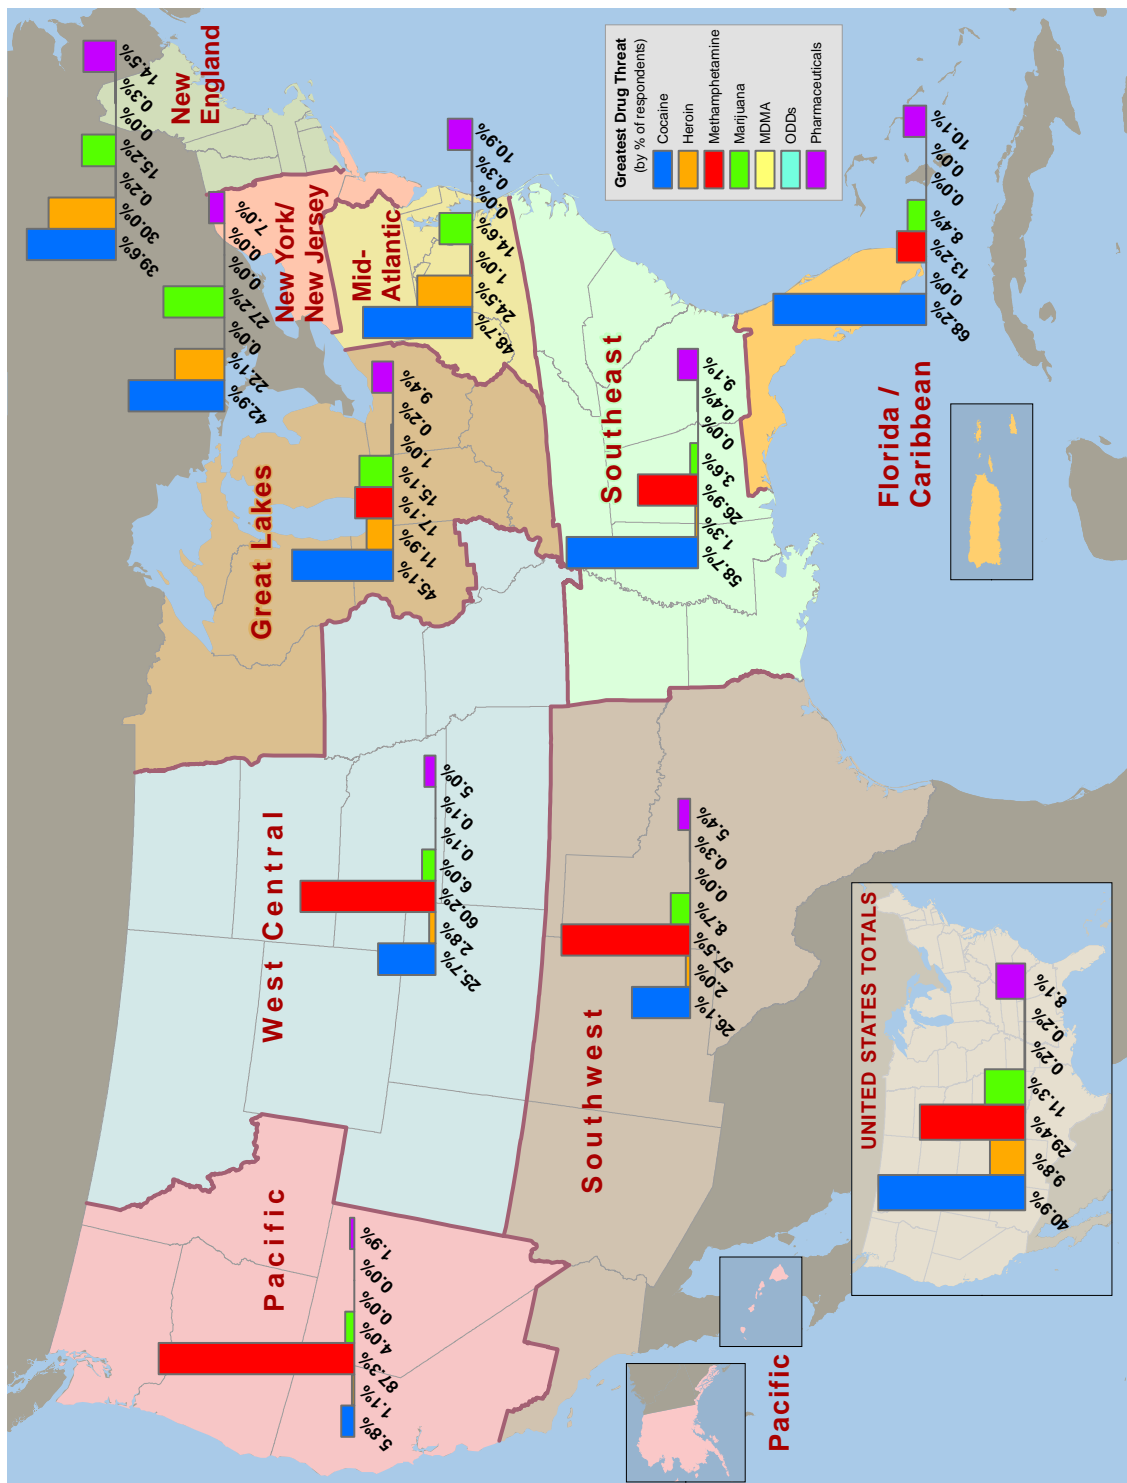 Pacific
5.8%
1.1%
87.3%
4.0%
0.0%
0.0%
1.9%
West Central
25.7%
2.8%
60.2%
6.0%
0.1%
0.1%
5.0%
Great Lakes
45.1%
11.9%
17.1%
15.1%
1.0%
0.2%
9.4%
42.9%
22.1%
0.0%
27.2%
0.0%
0.0%
7.0%
New York/
New Jersey
39.6%
30.0%
0.2%
15.2%
0.0%
0.3%
14.5%
New
England
Mid-
Atlantic
48.7%
24.5%
1.0%
14.6%
0.0%
0.3%
10.9%
Southwest
26.1%
2.0%
57.5%
8.7%
0.0%
0.3%
5.4%
Southeast
58.7%
1.3%
26.9%
3.6%
0.0%
0.4%
9.1%
Greatest Drug Threat
(by % of respondents)
Cocaine
Heroin
Methamphetamine
Marijuana
MDMA
ODDs
Pharmaceuticals
68.2%
0.0%
13.2%
8.4%
0.0%
0.0%
10.1%
Florida /
Caribbean
Pacific
UNITED STATES TOTALS
40.9%
9.8%
29.4%
11.3%
0.2%
0.2%
8.1%